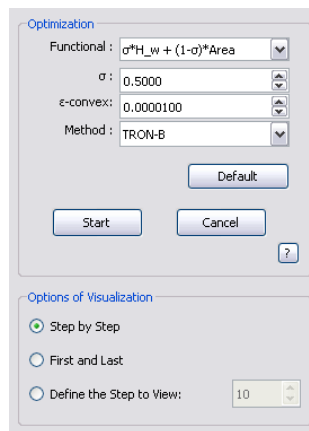 Optimization
Functional : σ*H_w + (1-σ)*Area
σ : 0.5000
ε-convex: 0.0000100
Method : TRON-B
Default
Start Cancel
?
Options of Visualization
Step by Step
First and Last
Define the Step to View: 10